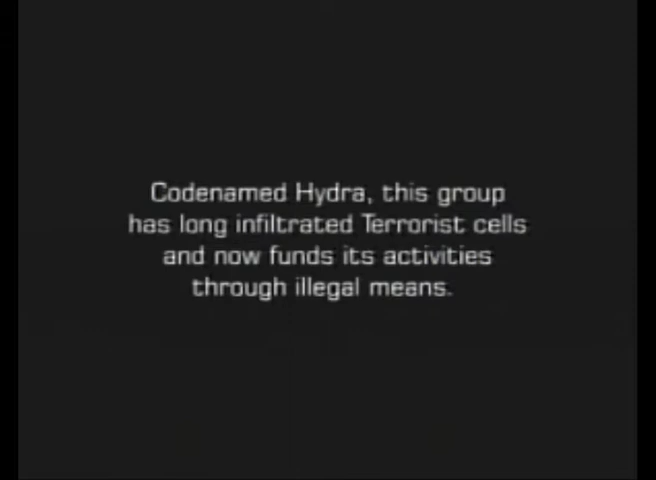 Codenamed Hydra, this group
has long infiltrated Terrorist cells
and now funds its activities
through illegal means.